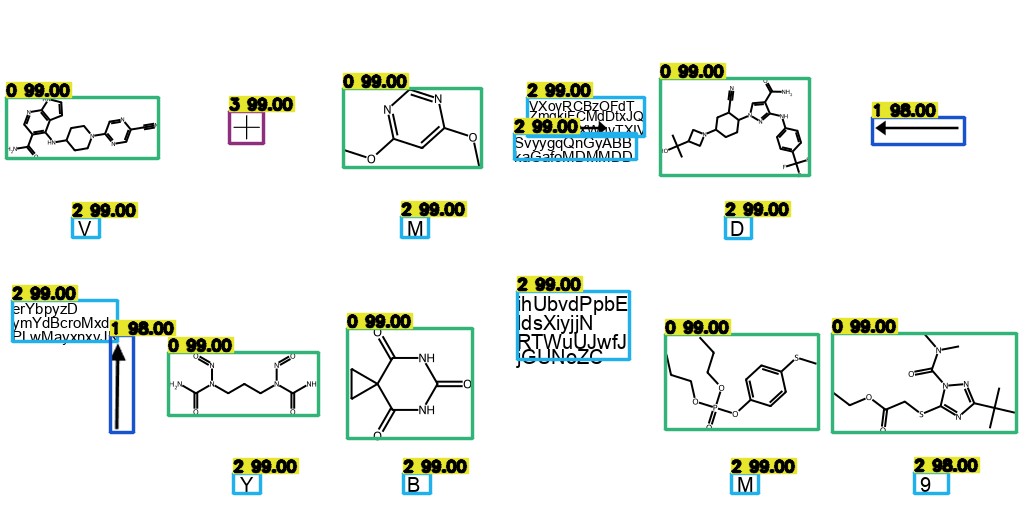 0 99.00
3 99.00
0 99.00
2 99.00
VXoyRCBzOFdT
2 99.00
SvyygqQnGyABB
0 99.00
1 98.00
2 99.00
V
2 99.00
M
2 99.00
D
2 99.00
erYbpyzD
ymYdBcroMxd
1 98.00
0 99.00
0 99.00
2 99.00
ihUbvdPpbE
ldsXiyjjN
RTWuUJwfJ
jGUNoZC
0 99.00
0 99.00
2 99.00
Y
2 99.00
B
2 99.00
M
2 98.00
9